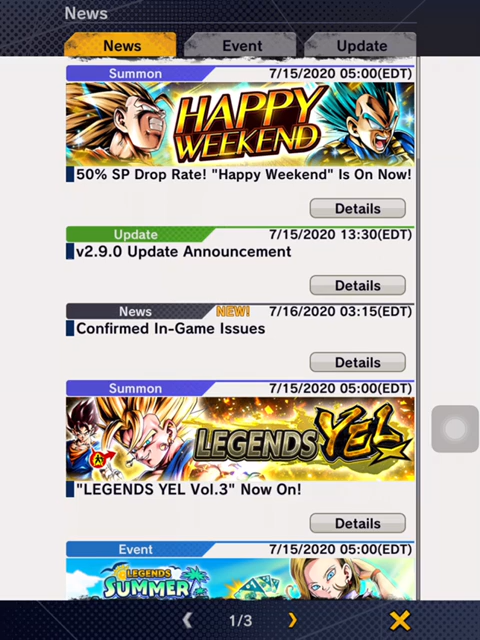 News
News
Event
Update
Summon 7/15/2020 05:00(EDT)
HAPPY
WEEKEND
50% SP Drop Rate! "Happy Weekend" Is On Now!
Details
Update 7/15/2020 13:30(EDT)
v2.9.0 Update Announcement
Details
News NEW! 7/16/2020 03:15(EDT)
Confirmed In-Game Issues
Details
Summon 7/15/2020 05:00(EDT)
LEGENDS YEL
"LEGENDS YEL Vol.3" Now On!
Details
Event 7/15/2020 05:00(EDT)
LEGENDS
SUMMER
1/3